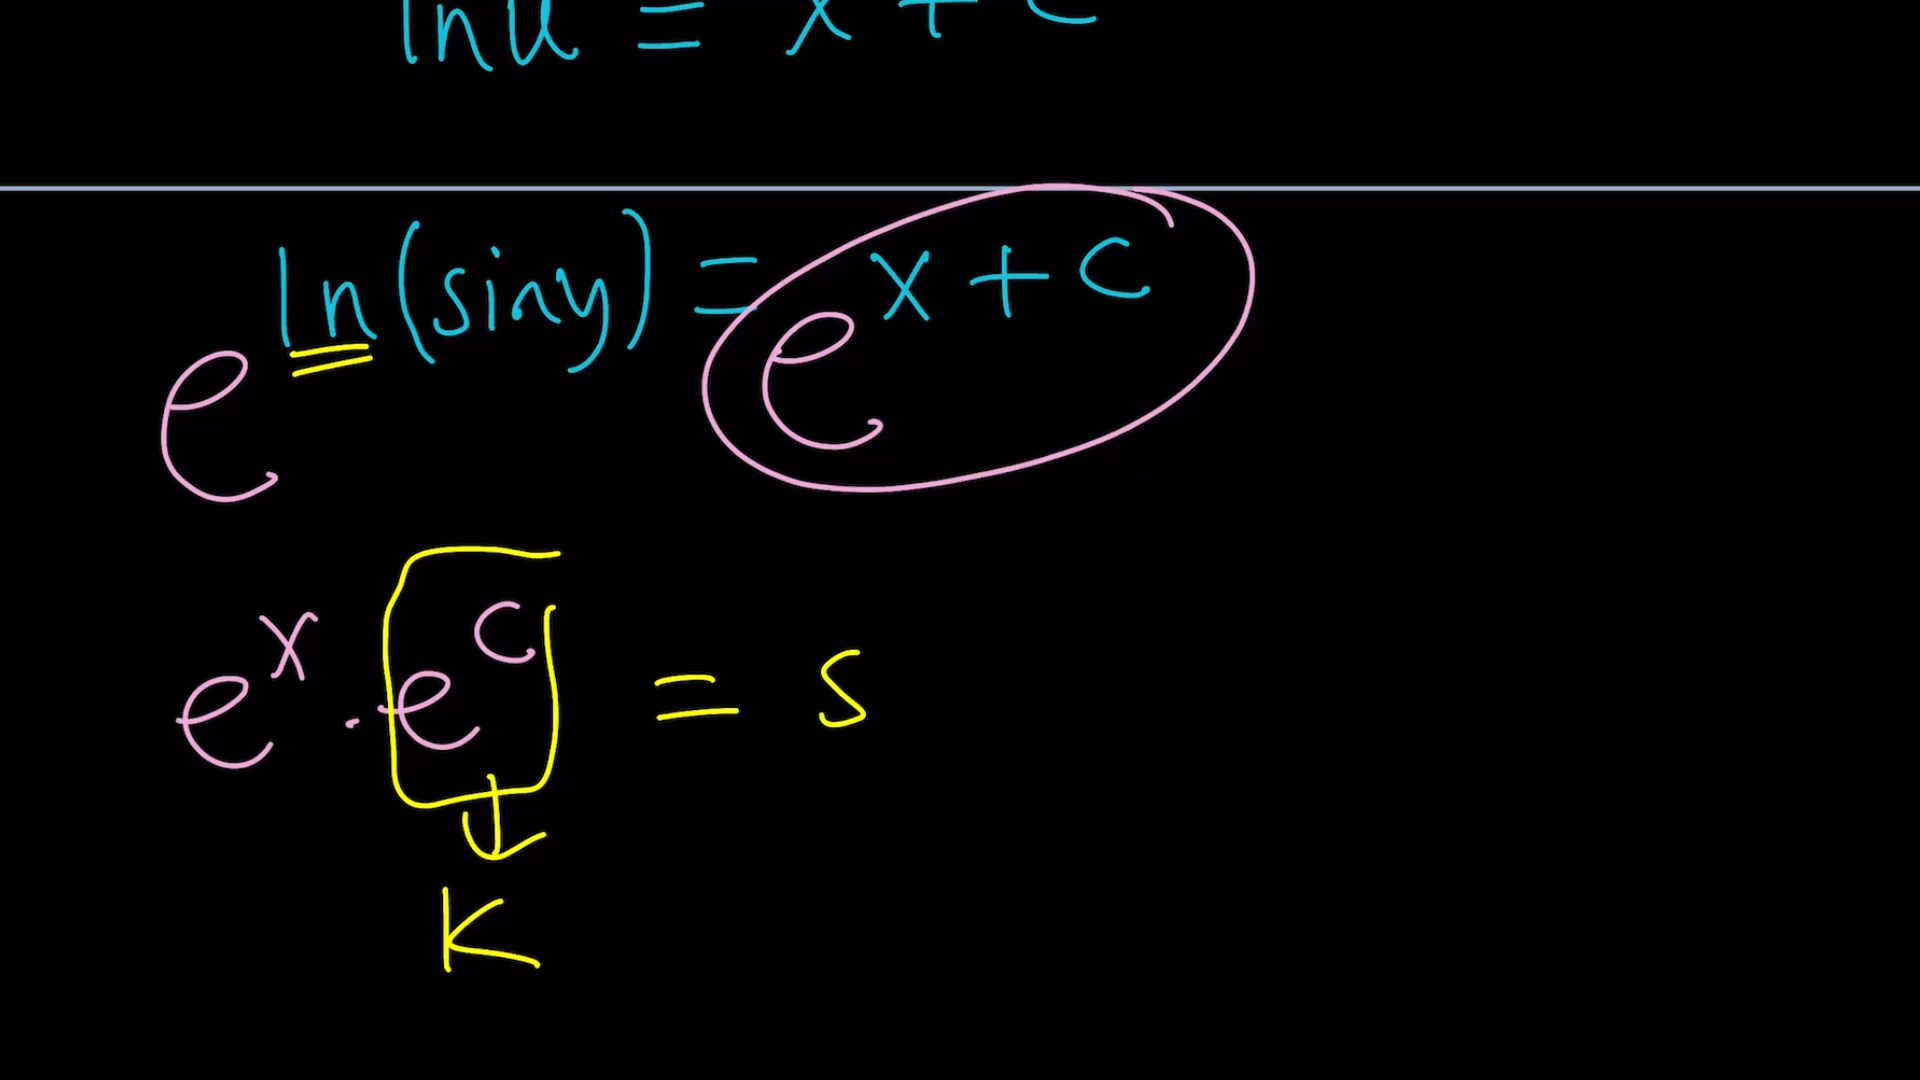 ln u = x + c
e^ln(siny) = e^x+c
e^x · e^c = s
K